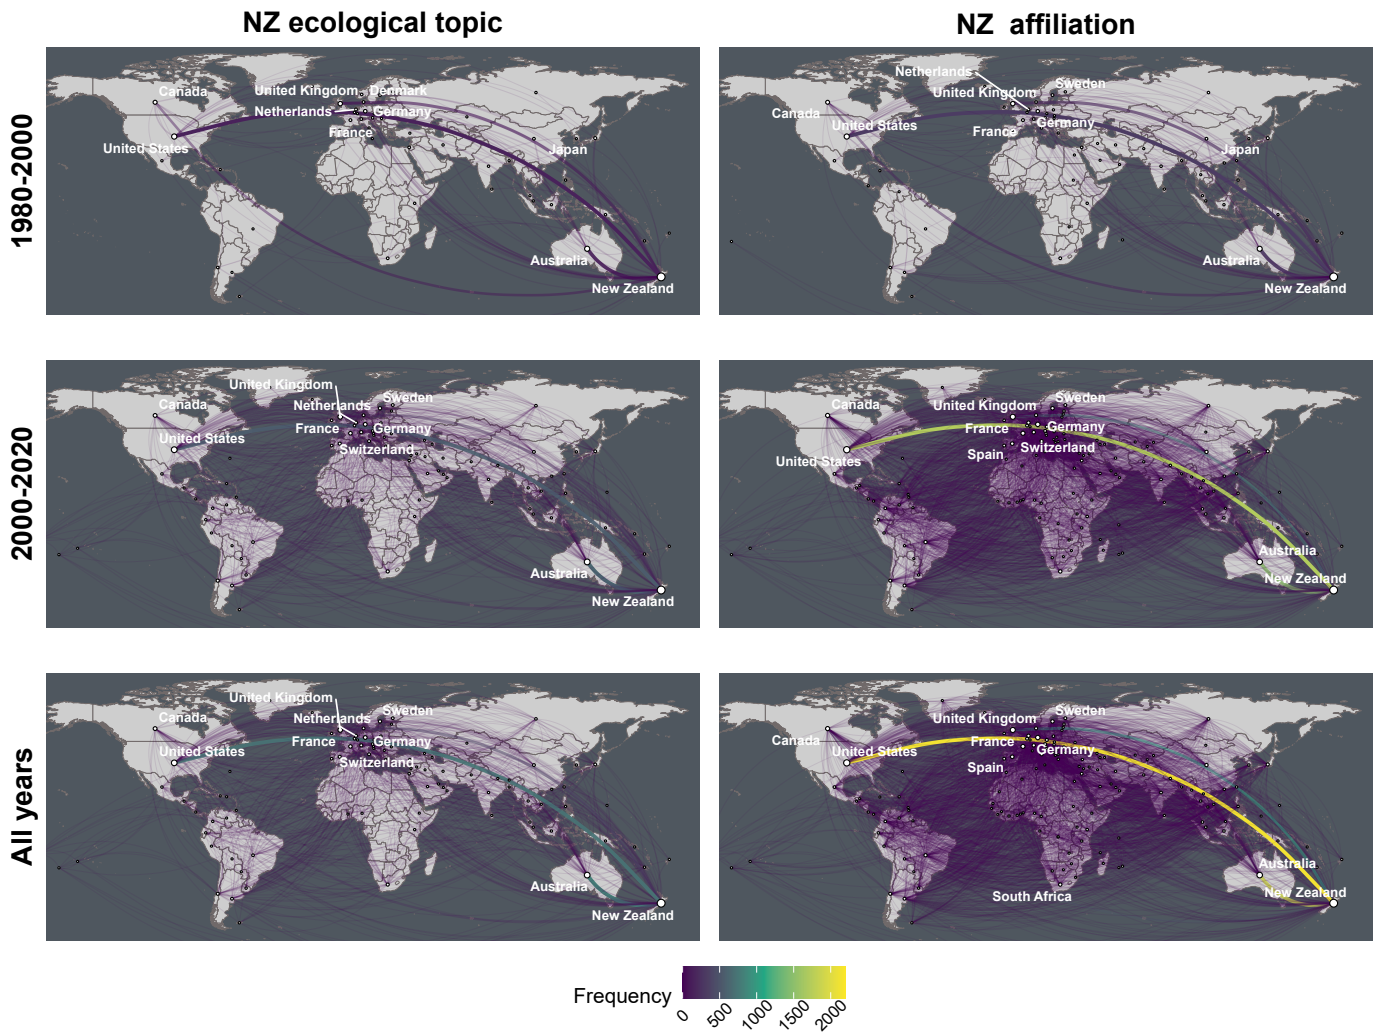 NZ ecological topic
NZ affiliation
1980-2000
Canada
United Kingdom
Denmark
Netherlands
Germany
France
United States
Japan
Australia
New Zealand
Netherlands
Sweden
United Kingdom
Canada
United States
Germany
France
Japan
Australia
New Zealand
2000-2020
United Kingdom
Canada
Netherlands
Sweden
France
Germany
United States
Switzerland
Australia
New Zealand
Canada
United Kingdom
Sweden
France
Germany
Switzerland
Spain
United States
Australia
New Zealand
All years
United Kingdom
Canada
Netherlands
Sweden
France
Germany
United States
Switzerland
Australia
New Zealand
United Kingdom
Sweden
Canada
France
Germany
United States
Spain
Australia
New Zealand
South Africa
Frequency
0
500
1000
1500
2000